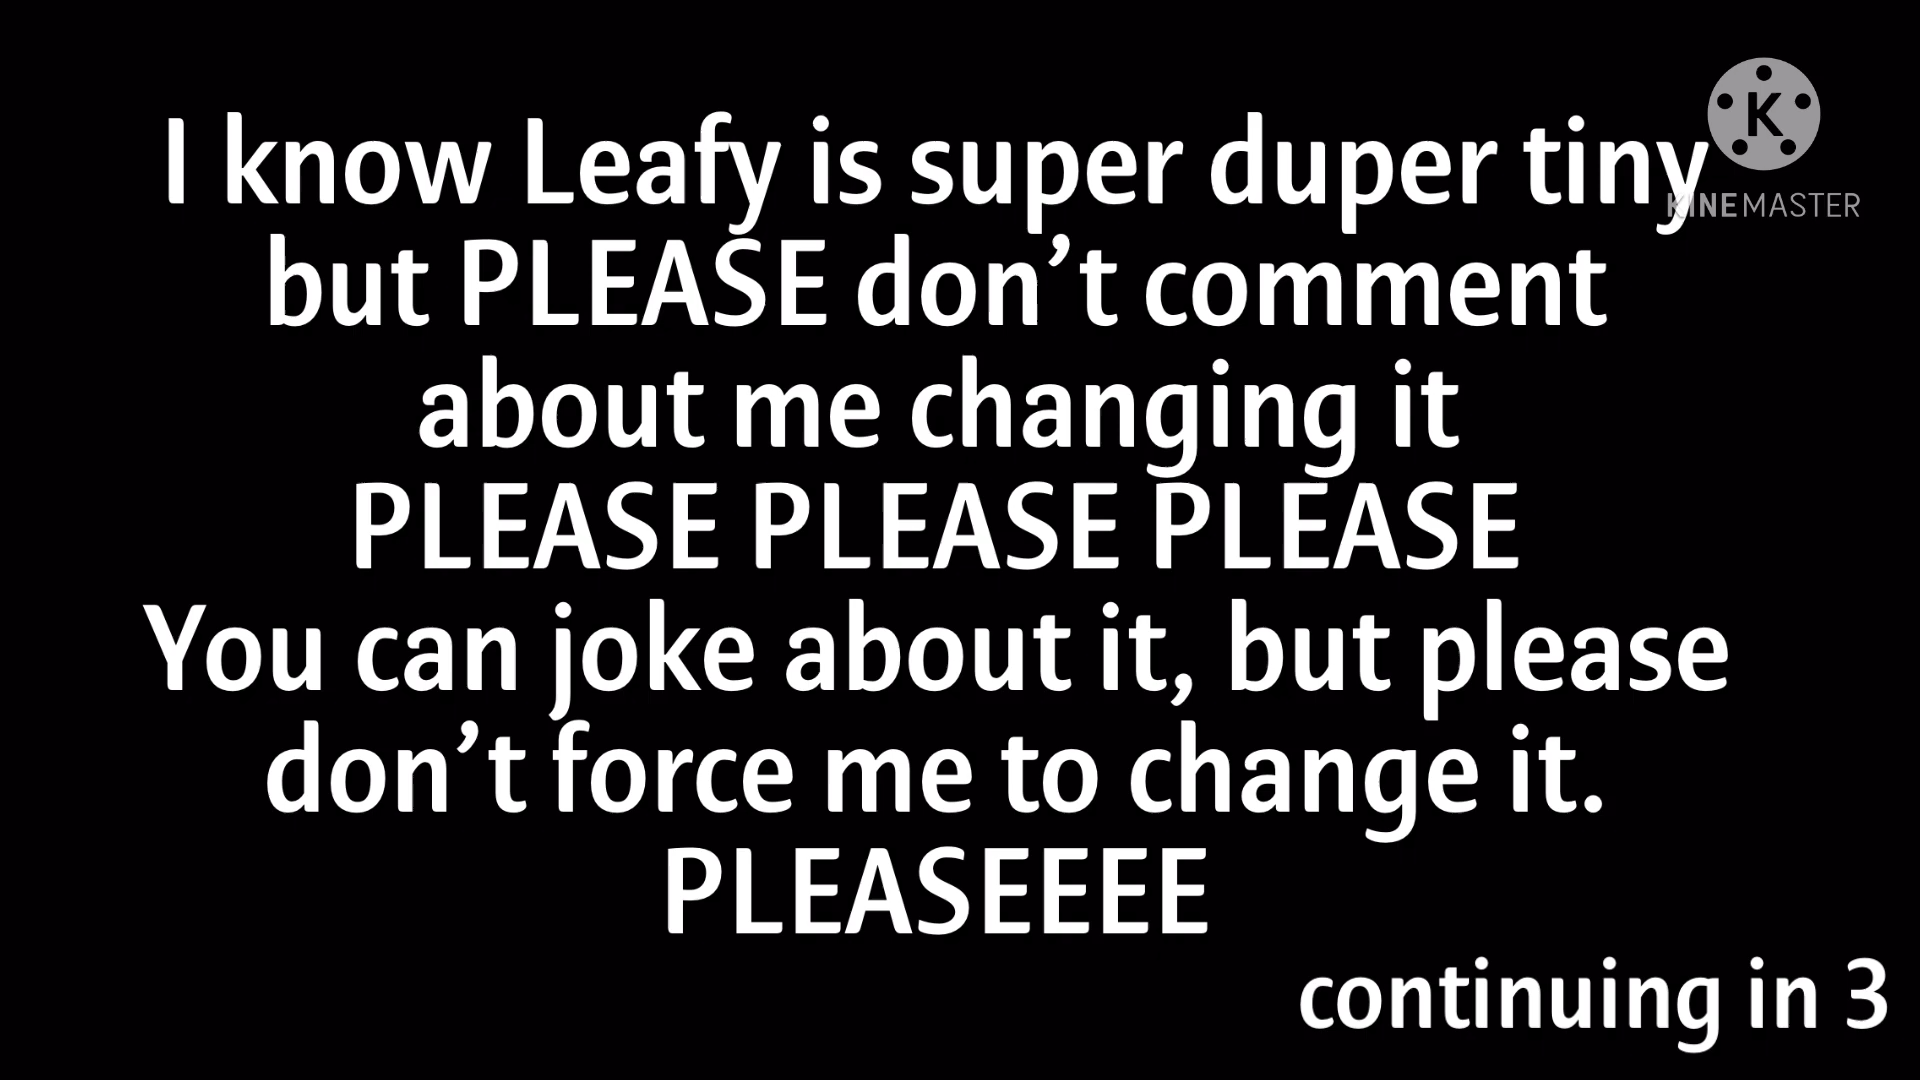 I know Leafy is super duper tiny
K
KINEMASTER
but PLEASE don’t comment
about me changing it
PLEASE PLEASE PLEASE
You can joke about it, but please
don’t force me to change it.
PLEASEEEE
continuing in 3